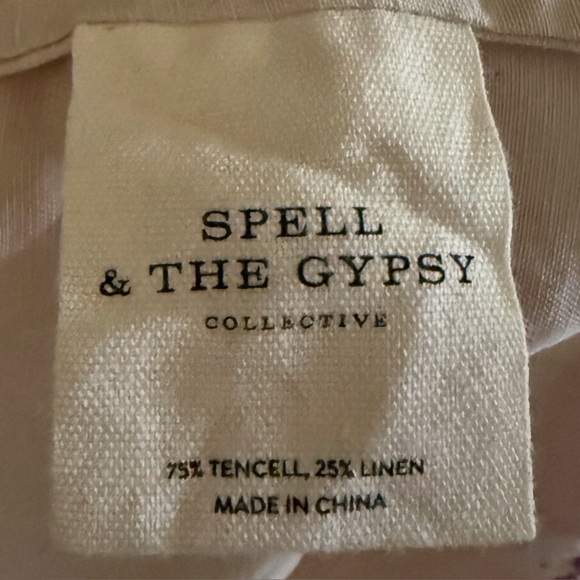 SPELL
& THE GYPSY
COLLECTIVE
75% TENCELL, 25% LINEN
MADE IN CHINA